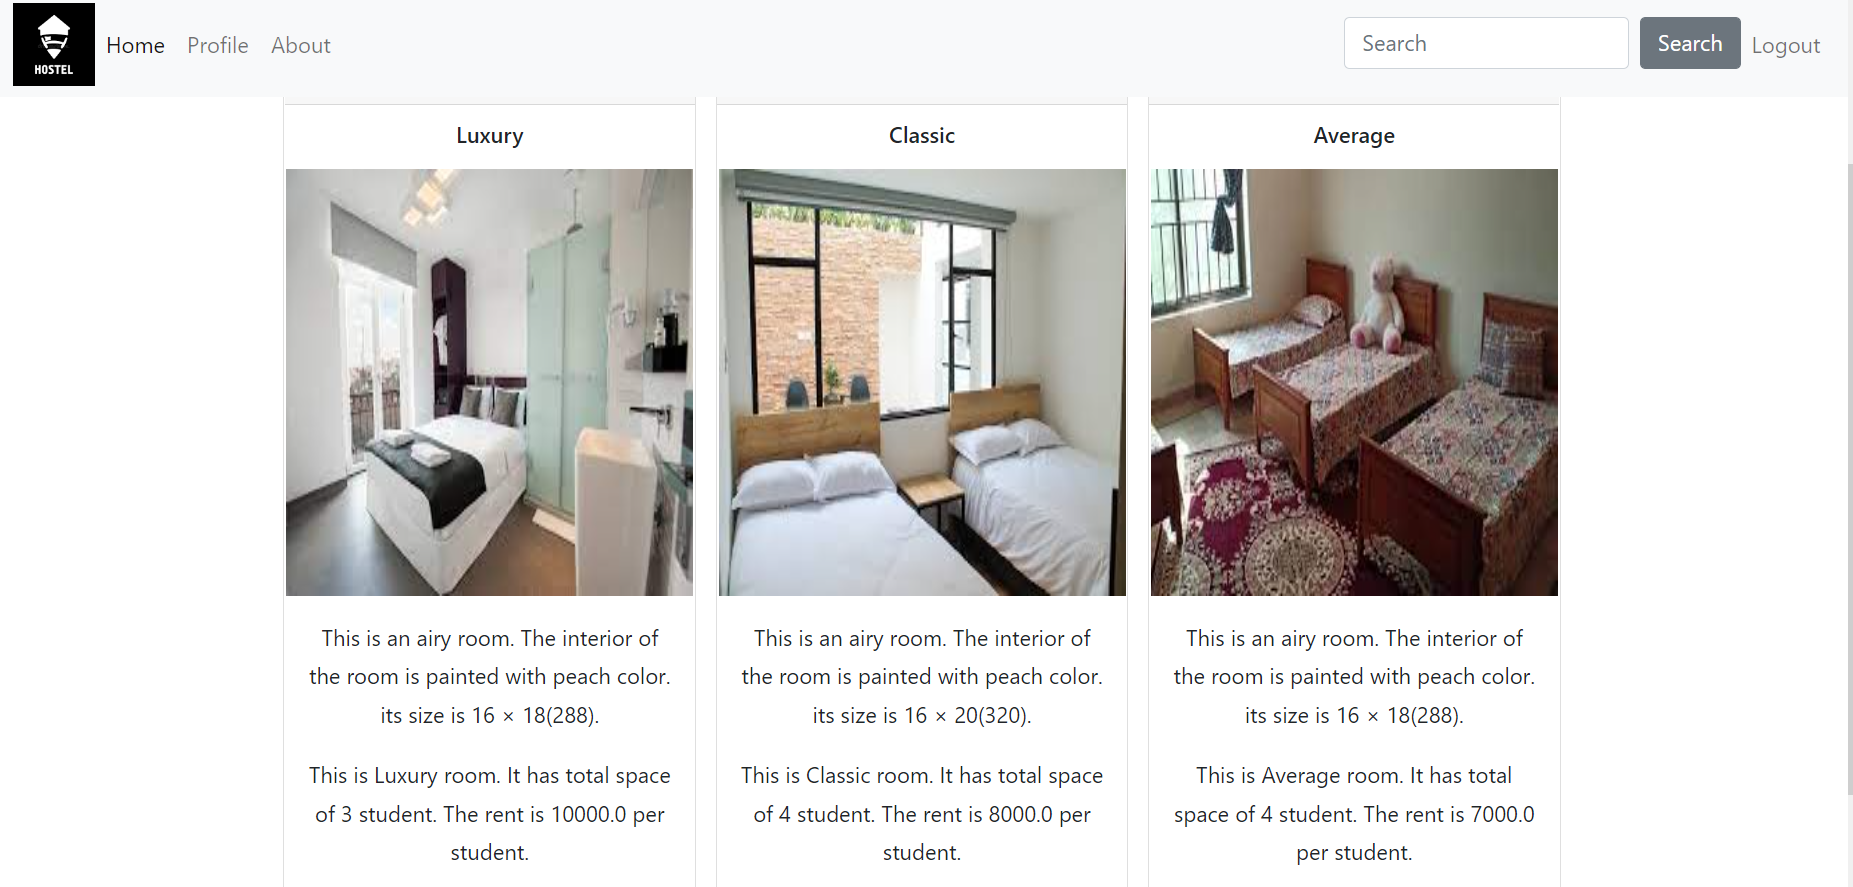 HOSTEL
Home Profile About Search Search Logout
Luxury
This is an airy room. The interior of
the room is painted with peach color.
its size is 16 × 18(288).
This is Luxury room. It has total space
of 3 student. The rent is 10000.0 per
student.
Classic
This is an airy room. The interior of
the room is painted with peach color.
its size is 16 × 20(320).
This is Classic room. It has total space
of 4 student. The rent is 8000.0 per
student.
Average
This is an airy room. The interior of
the room is painted with peach color.
its size is 16 × 18(288).
This is Average room. It has total
space of 4 student. The rent is 7000.0
per student.